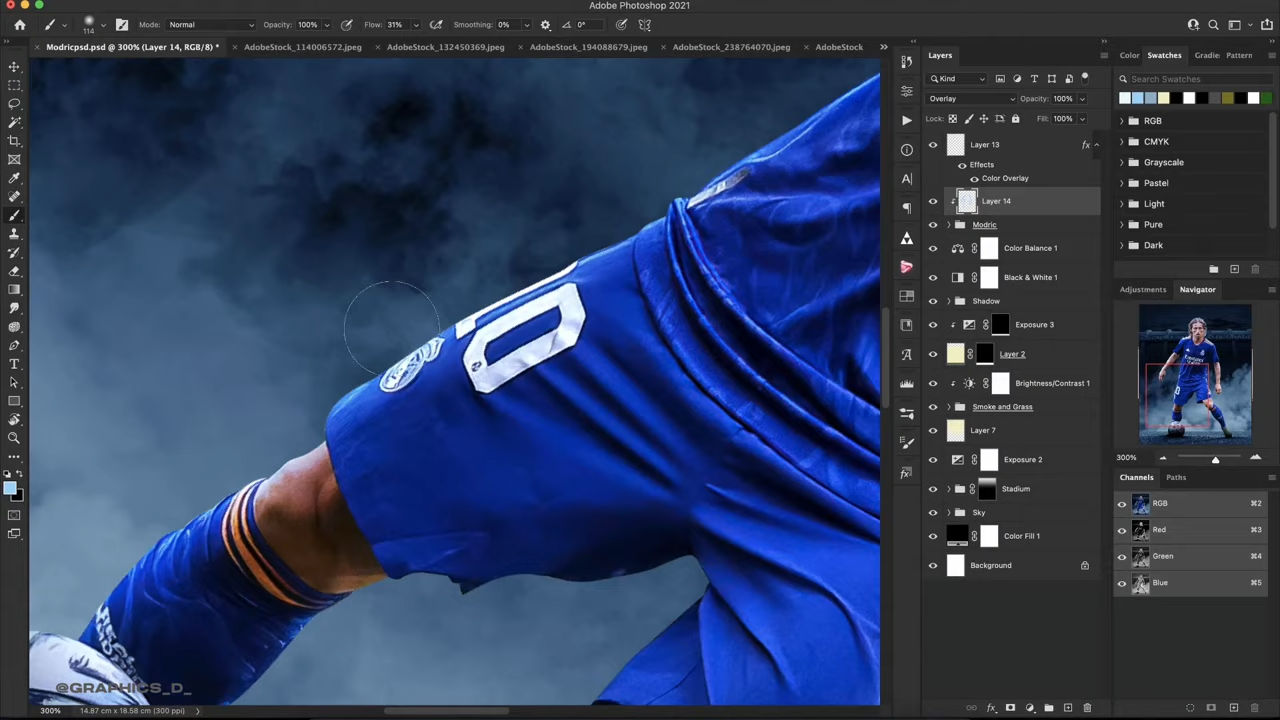 Adobe Photoshop 2021
114
Mode: Normal
Opacity: 100%
Flow: 31%
Smoothing: 0%
0°
Modricpsd.psd @ 300% (Layer 14, RGB/8) *
AdobeStock_114006572.jpeg
AdobeStock_132450369.jpeg
AdobeStock_194088679.jpeg
AdobeStock_238764070.jpeg
AdobeStock
Layers
Kind
Overlay
Opacity: 100%
Lock:
Fill: 100%
Layer 13
fx
Effects
Color Overlay
Layer 14
Modric
Color Balance 1
Black & White 1
Shadow
Exposure 3
Layer 2
Brightness/Contrast 1
Smoke and Grass
Layer 7
Exposure 2
Stadium
Sky
Color Fill 1
Background
Color
Swatches
Gradie
Pattern
Search Swatches
RGB
CMYK
Grayscale
Pastel
Light
Pure
Dark
Adjustments
Navigator
300%
Channels
Paths
RGB ⌘2
Red ⌘3
Green ⌘4
Blue ⌘5
10
@GRAPHICS_D_
300%
14.87 cm x 18.58 cm (300 ppi)